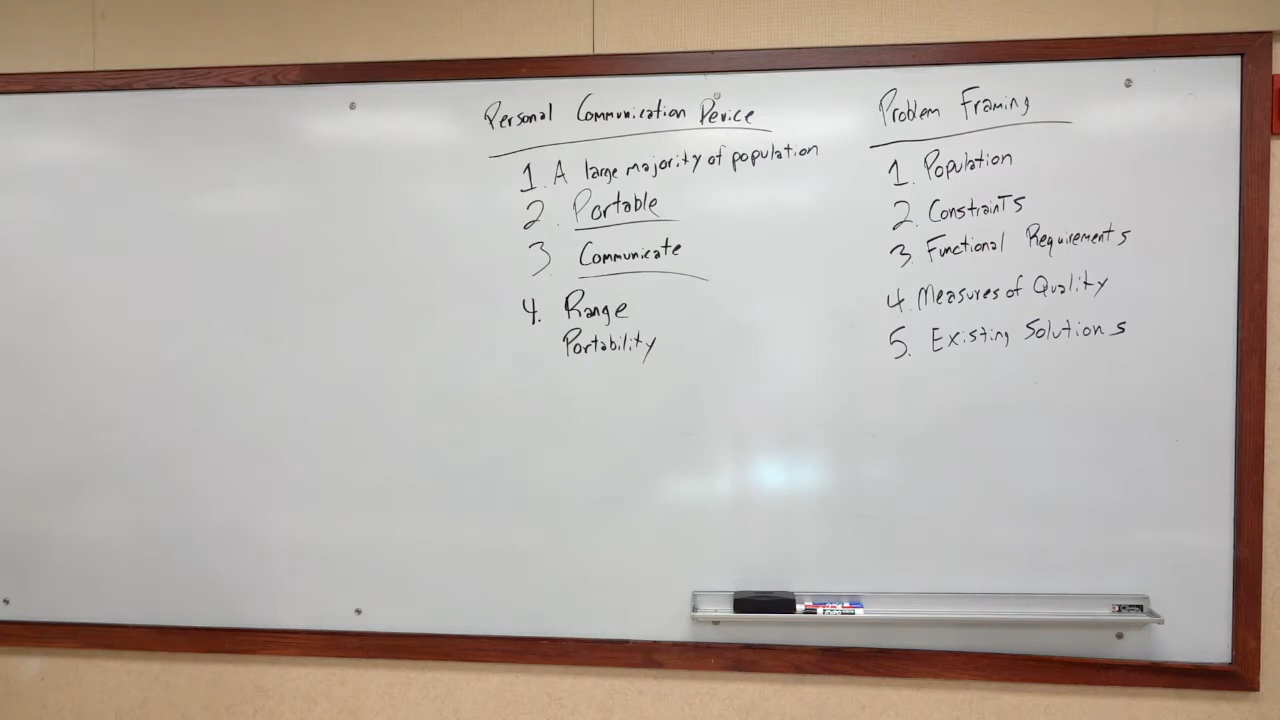 Personal Communication Device
1. A large majority of population
2. Portable
3 Communicate
4. Range
Portability
Problem Framing
1. Population
2. Constraints
3. Functional Requirements
4. Measures of Quality
5. Existing Solutions